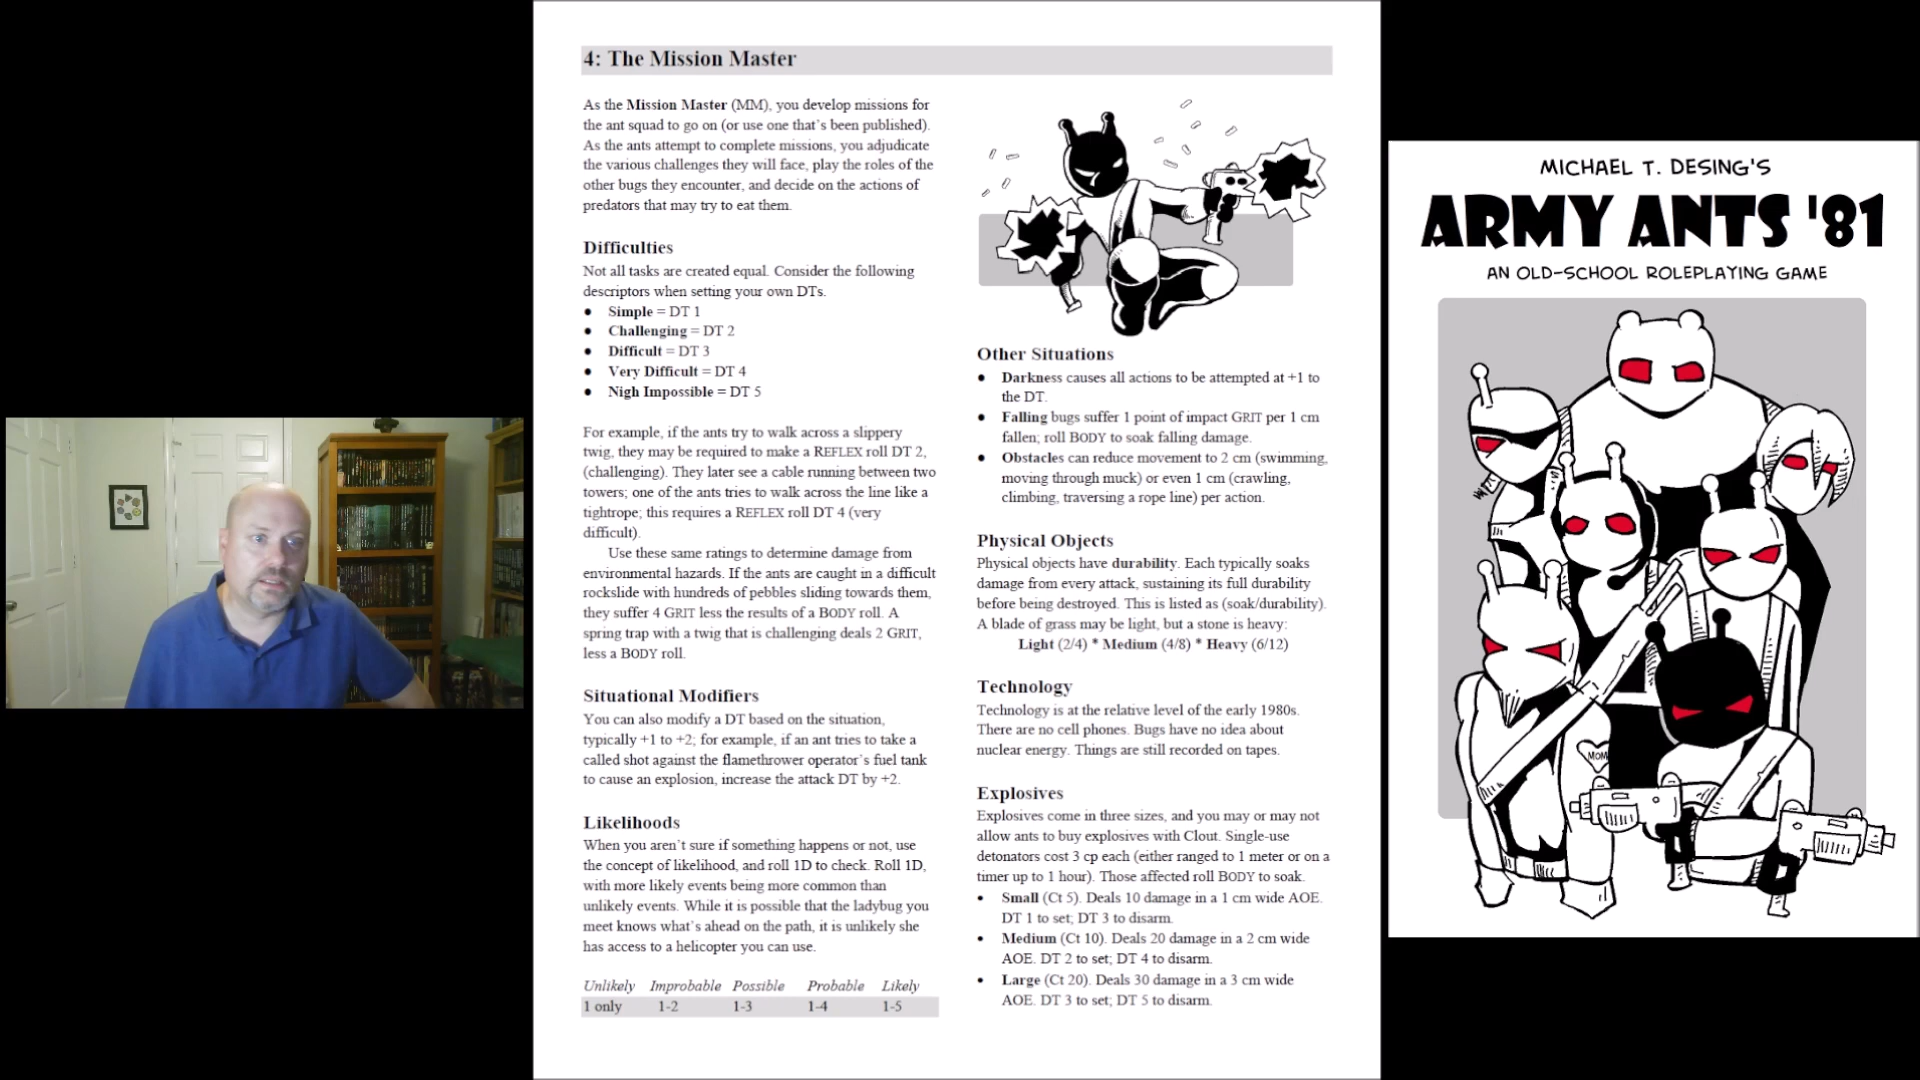 4: The Mission Master
As the Mission Master (MM), you develop missions for
the ant squad to go on (or use one that's been published).
As the ants attempt to complete missions, you adjudicate
the various challenges they will face, play the roles of the
other bugs they encounter, and decide on the actions of
predators that may try to eat them.
Difficulties
Not all tasks are created equal. Consider the following
descriptors when setting your own DTs.
● Simple = DT 1
● Challenging = DT 2
● Difficult = DT 3
● Very Difficult = DT 4
● Nigh Impossible = DT 5
For example, if the ants try to walk across a slippery
twig, they may be required to make a REFLEX roll DT 2,
(challenging). They later see a cable running between two
towers; one of the ants tries to walk across the line like a
tightrope; this requires a REFLEX roll DT 4 (very
difficult).
Use these same ratings to determine damage from
environmental hazards. If the ants are caught in a difficult
rockslide with hundreds of pebbles sliding towards them,
they suffer 4 GRIT less the results of a BODY roll. A
spring trap with a twig that is challenging deals 2 GRIT,
less a BODY roll.
Situational Modifiers
You can also modify a DT based on the situation,
typically +1 to +2; for example, if an ant tries to take a
called shot against the flamethrower operator's fuel tank
to cause an explosion, increase the attack DT by +2.
Likelihoods
When you aren't sure if something happens or not, use
the concept of likelihood, and roll 1D to check. Roll 1D,
with more likely events being more common than
unlikely events. While it is possible that the ladybug you
meet knows what's ahead on the path, it is unlikely she
has access to a helicopter you can use.
Unlikely Improbable Possible Probable Likely
1 only 1-2 1-3 1-4 1-5
Other Situations
● Darkness causes all actions to be attempted at +1 to
the DT.
● Falling bugs suffer 1 point of impact GRIT per 1 cm
fallen; roll BODY to soak falling damage.
● Obstacles can reduce movement to 2 cm (swimming,
moving through muck) or even 1 cm (crawling,
climbing, traversing a rope line) per action.
Physical Objects
Physical objects have durability. Each typically soaks
damage from every attack, sustaining its full durability
before being destroyed. This is listed as (soak/durability).
A blade of grass may be light, but a stone is heavy:
Light (2/4) * Medium (4/8) * Heavy (6/12)
Technology
Technology is at the relative level of the early 1980s.
There are no cell phones. Bugs have no idea about
nuclear energy. Things are still recorded on tapes.
Explosives
Explosives come in three sizes, and you may or may not
allow ants to buy explosives with Clout. Single-use
detonators cost 3 cp each (either ranged to 1 meter or on a
timer up to 1 hour). Those affected roll BODY to soak.
• Small (Ct 5). Deals 10 damage in a 1 cm wide AOE.
DT 1 to set; DT 3 to disarm.
• Medium (Ct 10). Deals 20 damage in a 2 cm wide
AOE. DT 2 to set; DT 4 to disarm.
• Large (Ct 20). Deals 30 damage in a 3 cm wide
AOE. DT 3 to set; DT 5 to disarm.
MICHAEL T. DESING'S
ARMY ANTS '81
AN OLD-SCHOOL ROLEPLAYING GAME
MOM